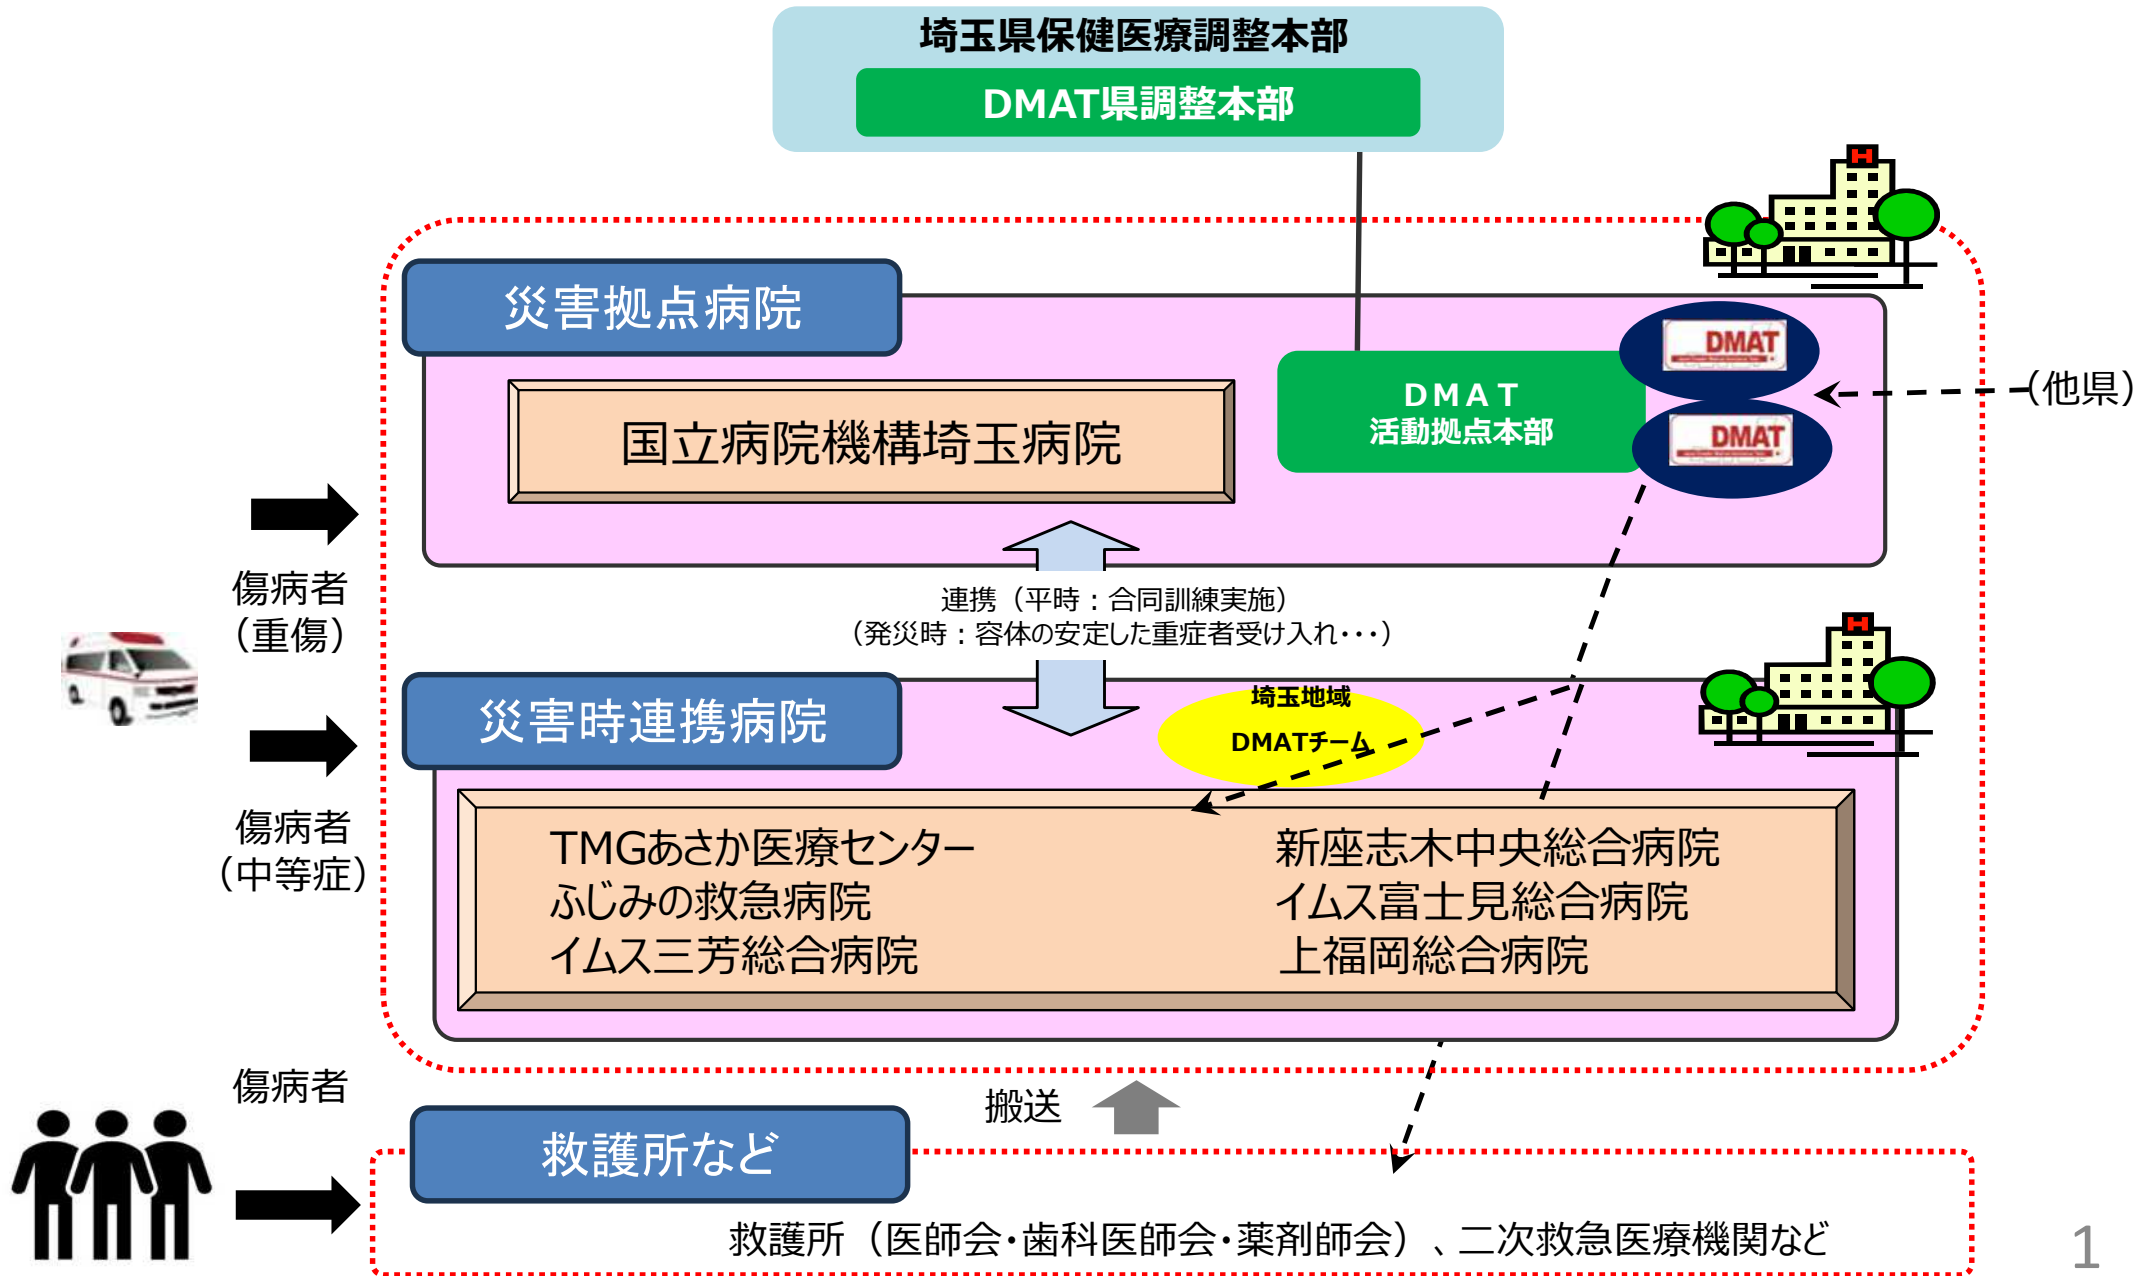 埼玉県保健医療調整本部
DMAT県調整本部
災害拠点病院
国立病院機構埼玉病院
DMAT
活動拠点本部
DMAT
DMAT
（他県）
傷病者
（重傷）
連携（平時：合同訓練実施）
（発災時：容体の安定した重症者受け入れ･･･）
災害時連携病院
埼玉地域
DMATチーム
傷病者
（中等症）
TMGあさか医療センター
新座志木中央総合病院
ふじみの救急病院
イムス富士見総合病院
イムス三芳総合病院
上福岡総合病院
傷病者
搬送
救護所など
救護所（医師会･歯科医師会･薬剤師会）、二次救急医療機関など
1